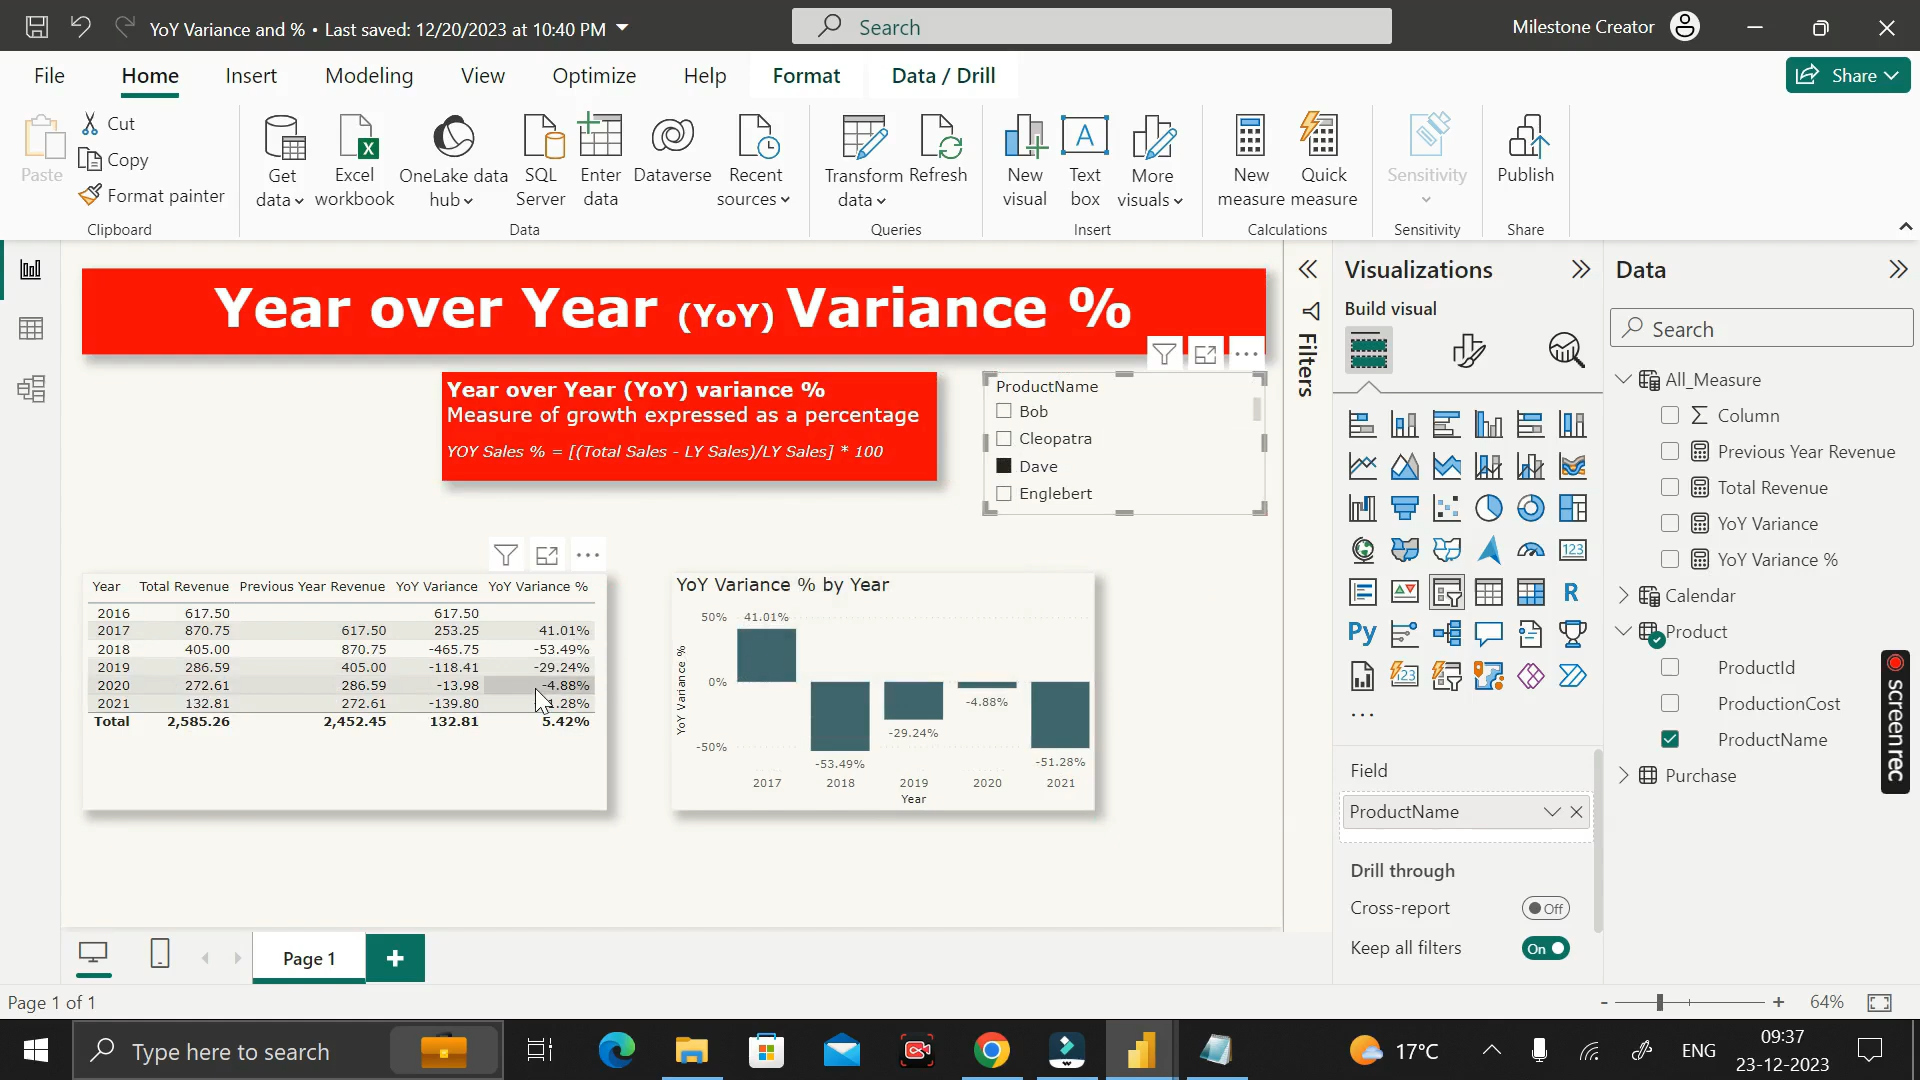 YoY Variance and % • Last saved: 12/20/2023 at 10:40 PM
Search
Milestone Creator
File Home Insert Modeling View Optimize Help Format Data / Drill
Share
Paste
Cut
Copy
Format painter
Clipboard
Get data
Excel workbook
OneLake data hub
SQL Server
Enter data
Dataverse
Recent sources
Data
Transform data
Refresh
Queries
New visual
Text box
More visuals
Insert
New measure
Quick measure
Calculations
Sensitivity
Sensitivity
Publish
Share
Year over Year (YoY) Variance %
Year over Year (YoY) variance %
Measure of growth expressed as a percentage
YOY Sales % = [(Total Sales - LY Sales)/LY Sales] * 100
ProductName
Bob
Cleopatra
Dave
Englebert
Year Total Revenue Previous Year Revenue YoY Variance YoY Variance %
2016 617.50 617.50
2017 870.75 617.50 253.25 41.01%
2018 405.00 870.75 -465.75 -53.49%
2019 286.59 405.00 -118.41 -29.24%
2020 272.61 286.59 -13.98 -4.88%
2021 132.81 272.61 -139.80 1.28%
Total 2,585.26 2,452.45 132.81 5.42%
YoY Variance % by Year
YoY Variance %
50%
0%
-50%
41.01%
-53.49%
-29.24%
-4.88%
-51.28%
2017 2018 2019 2020 2021
Year
Filters
Visualizations
Build visual
123
R
Py
123
Field
ProductName
Drill through
Cross-report Off
Keep all filters On
Data
Search
All_Measure
Column
Previous Year Revenue
Total Revenue
YoY Variance
YoY Variance %
Calendar
Product
ProductId
ProductionCost
ProductName
Purchase
screenrec
Page 1
Page 1 of 1
- + 64%
Type here to search
17°C
ENG
09:37
23-12-2023